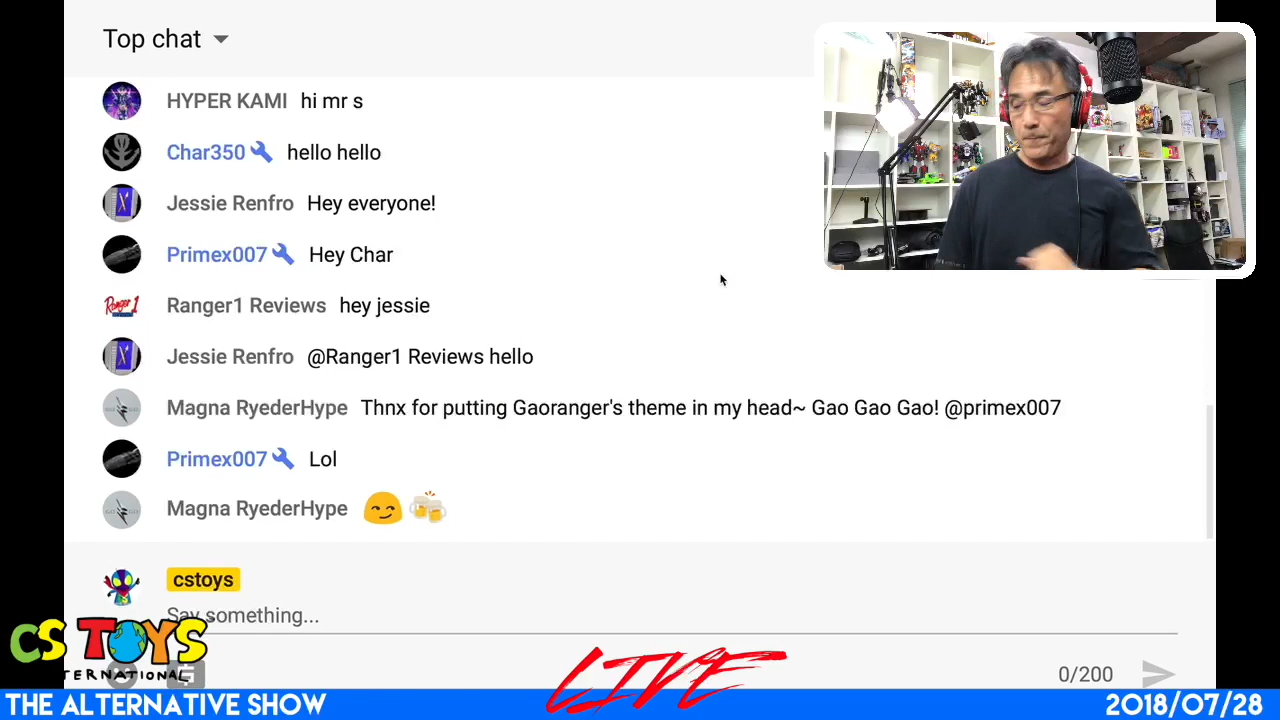 Top chat
HYPER KAMI hi mr s
Char350 hello hello
Jessie Renfro Hey everyone!
Primex007 Hey Char
Ranger1 Reviews hey jessie
Jessie Renfro @Ranger1 Reviews hello
Magna RyederHype Thnx for putting Gaoranger's theme in my head~ Gao Gao Gao! @primex007
Primex007 Lol
Magna RyederHype
cstoys
Say something...
CS TOYS
TERNATIONAL
LIVE
0/200
THE ALTERNATIVE SHOW
2018/07/28